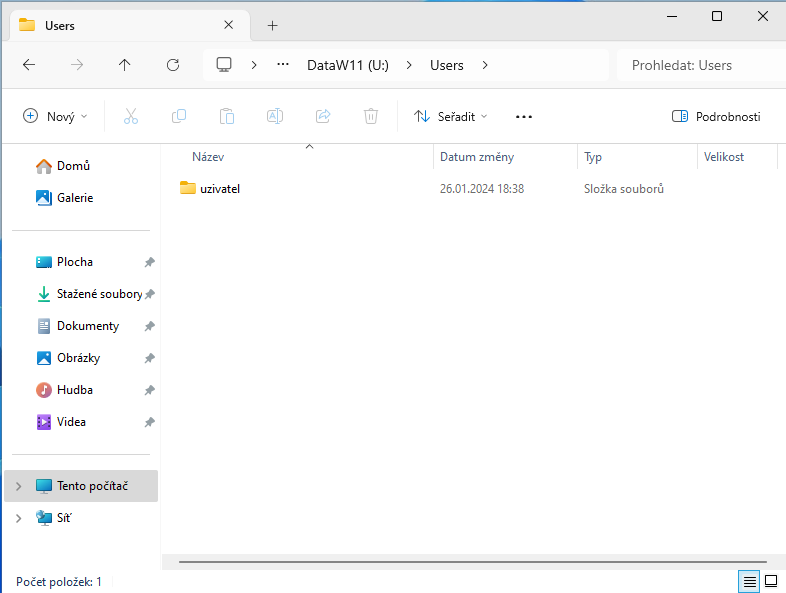 Users
DataW11 (U:)
Users
Prohledat: Users
Nový
Seřadit
Podrobnosti
Název
Datum změny
Typ
Velikost
uzivatel
26.01.2024 18:38
Složka souborů
Domů
Galerie
Plocha
Stažené soubory
Dokumenty
Obrázky
Hudba
Videa
Tento počítač
Síť
Počet položek: 1